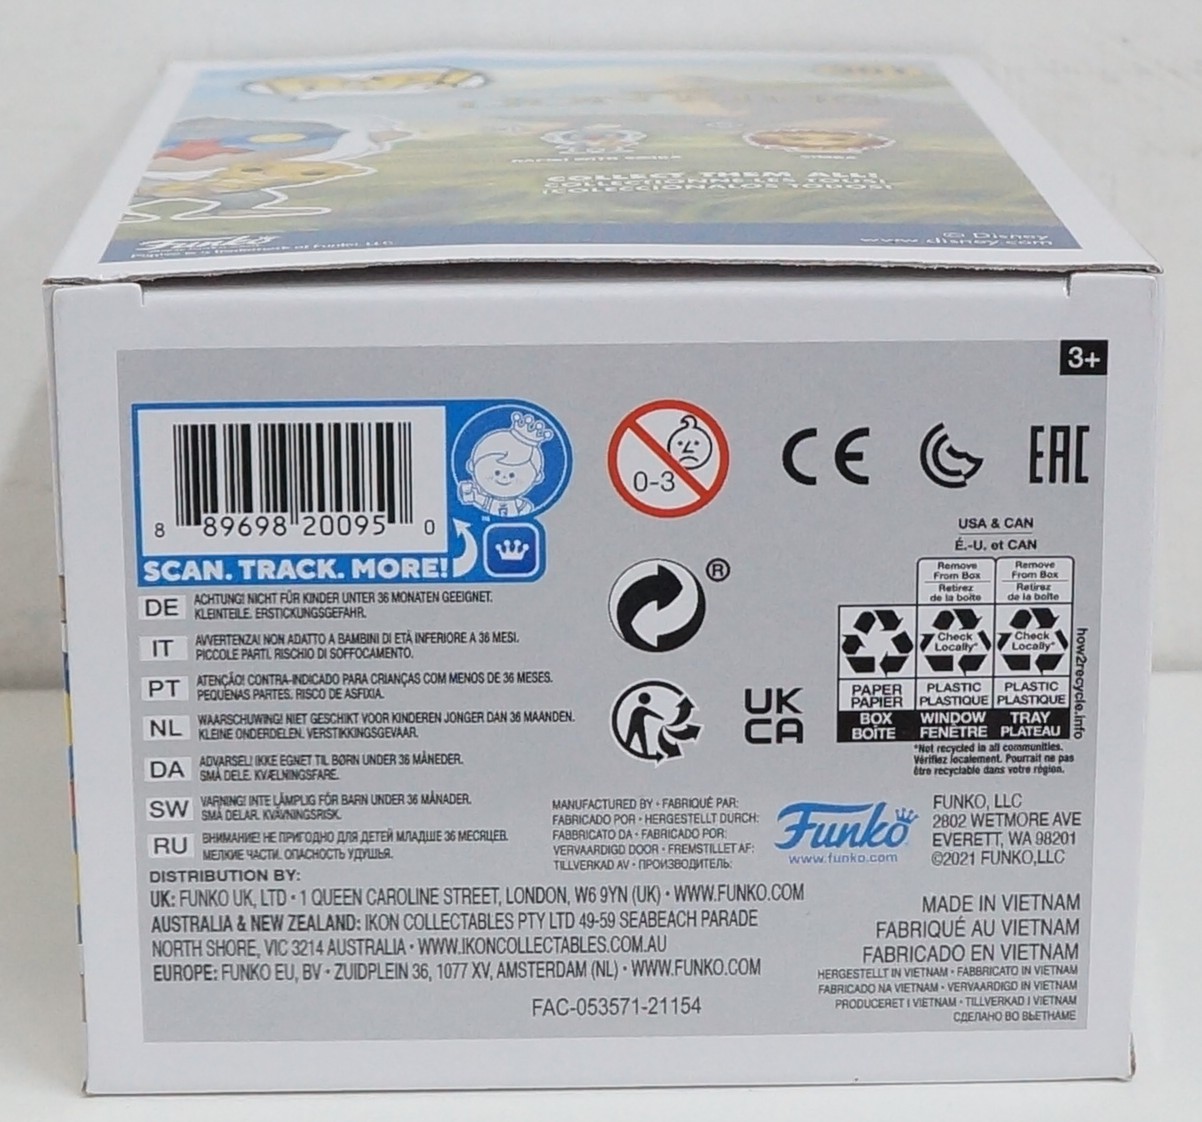 COLLECT THEM ALL!
COLLECTIONNE-LES TOUS!
¡COLECCIONALOS TODOS!
Funko
© Disney
www.disney.com
3+
8 89698 20095 0
SCAN. TRACK. MORE!
0-3
CE
EAC
®
UK
CA
USA & CAN
É.-U. et CAN
Remove
From Box
Retirez
de la boîte
Remove
From Box
Retirez
de la boîte
Check
Locally*
Check
Locally*
PAPER
PAPIER
PLASTIC
PLASTIQUE
PLASTIC
PLASTIQUE
BOX
BOÎTE
WINDOW
FENÊTRE
TRAY
PLATEAU
how2recycle.info
*Not recycled in all communities.
Vérifiez localement. Pourrait ne pas
être recyclable dans votre région.
DE ACHTUNG! NICHT FÜR KINDER UNTER 36 MONATEN GEEIGNET.
KLEINTEILE. ERSTICKUNGSGEFAHR.
IT AVVERTENZA! NON ADATTO A BAMBINI DI ETÀ INFERIORE A 36 MESI.
PICCOLE PARTI. RISCHIO DI SOFFOCAMENTO.
PT ATENÇÃO! CONTRA-INDICADO PARA CRIANÇAS COM MENOS DE 36 MESES.
PEQUENAS PARTES. RISCO DE ASFIXIA.
NL WAARSCHUWING! NIET GESCHIKT VOOR KINDEREN JONGER DAN 36 MAANDEN.
KLEINE ONDERDELEN. VERSTIKKINGSGEVAAR.
DA ADVARSEL! IKKE EGNET TIL BØRN UNDER 36 MÅNEDER.
SMÅ DELE. KVÆLNINGSFARE.
SW VARNING! INTE LÄMPLIG FÖR BARN UNDER 36 MÅNADER.
SMÅ DELAR. KVÄVNINGSRISK.
RU ВНИМАНИЕ! НЕ ПРИГОДНО ДЛЯ ДЕТЕЙ МЛАДШЕ 36 МЕСЯЦЕВ.
МЕЛКИЕ ЧАСТИ. ОПАСНОСТЬ УДУШЬЯ.
MANUFACTURED BY • FABRIQUÉ PAR:
FABRICADO POR • HERGESTELLT DURCH:
FABBRICATO DA • FABRICADO POR:
VERVAARDIGD DOOR • FREMSTILLET AF:
TILLVERKAD AV • ПРОИЗВОДИТЕЛЬ:
Funko
www.funko.com
FUNKO, LLC
2802 WETMORE AVE
EVERETT, WA 98201
©2021 FUNKO,LLC
DISTRIBUTION BY:
UK: FUNKO UK, LTD • 1 QUEEN CAROLINE STREET, LONDON, W6 9YN (UK) • WWW.FUNKO.COM
AUSTRALIA & NEW ZEALAND: IKON COLLECTABLES PTY LTD 49-59 SEABEACH PARADE
NORTH SHORE, VIC 3214 AUSTRALIA • WWW.IKONCOLLECTABLES.COM.AU
EUROPE: FUNKO EU, BV • ZUIDPLEIN 36, 1077 XV, AMSTERDAM (NL) • WWW.FUNKO.COM
FAC-053571-21154
MADE IN VIETNAM
FABRIQUÉ AU VIETNAM
FABRICADO EN VIETNAM
HERGESTELLT IN VIETNAM • FABBRICATO IN VIETNAM
FABRICADO NA VIETNAM • VERVAARDIGD IN VIETNAM
PRODUCERET I VIETNAM • TILLVERKAD I VIETNAM
СДЕЛАНО ВО ВЬЕТНАМЕ